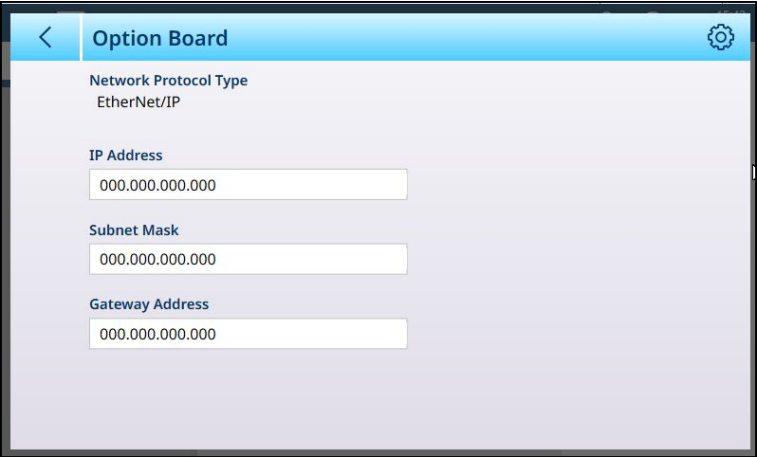 Option Board
Network Protocol Type
EtherNet/IP
IP Address
000.000.000.000
Subnet Mask
000.000.000.000
Gateway Address
000.000.000.000